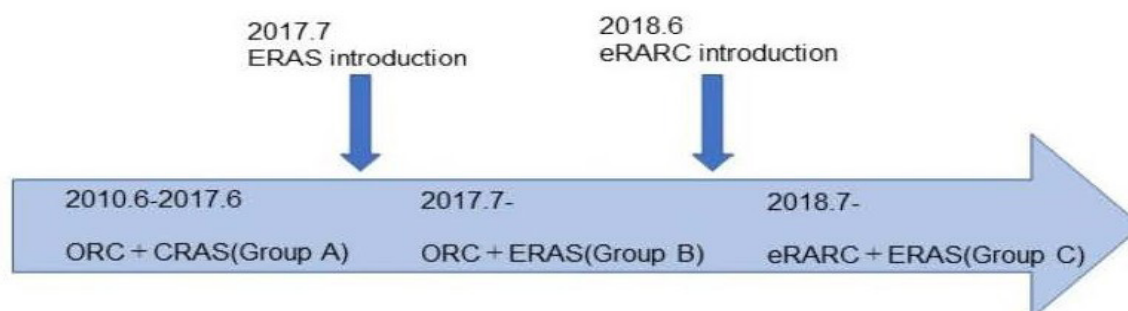 2017.7
ERAS introduction
2018.6
eRARC introduction
2010.6-2017.6
ORC+CRAS(Group A)
2017.7-
ORC+ERAS(Group B)
2018.7-
eRARC+ERAS(Group C)